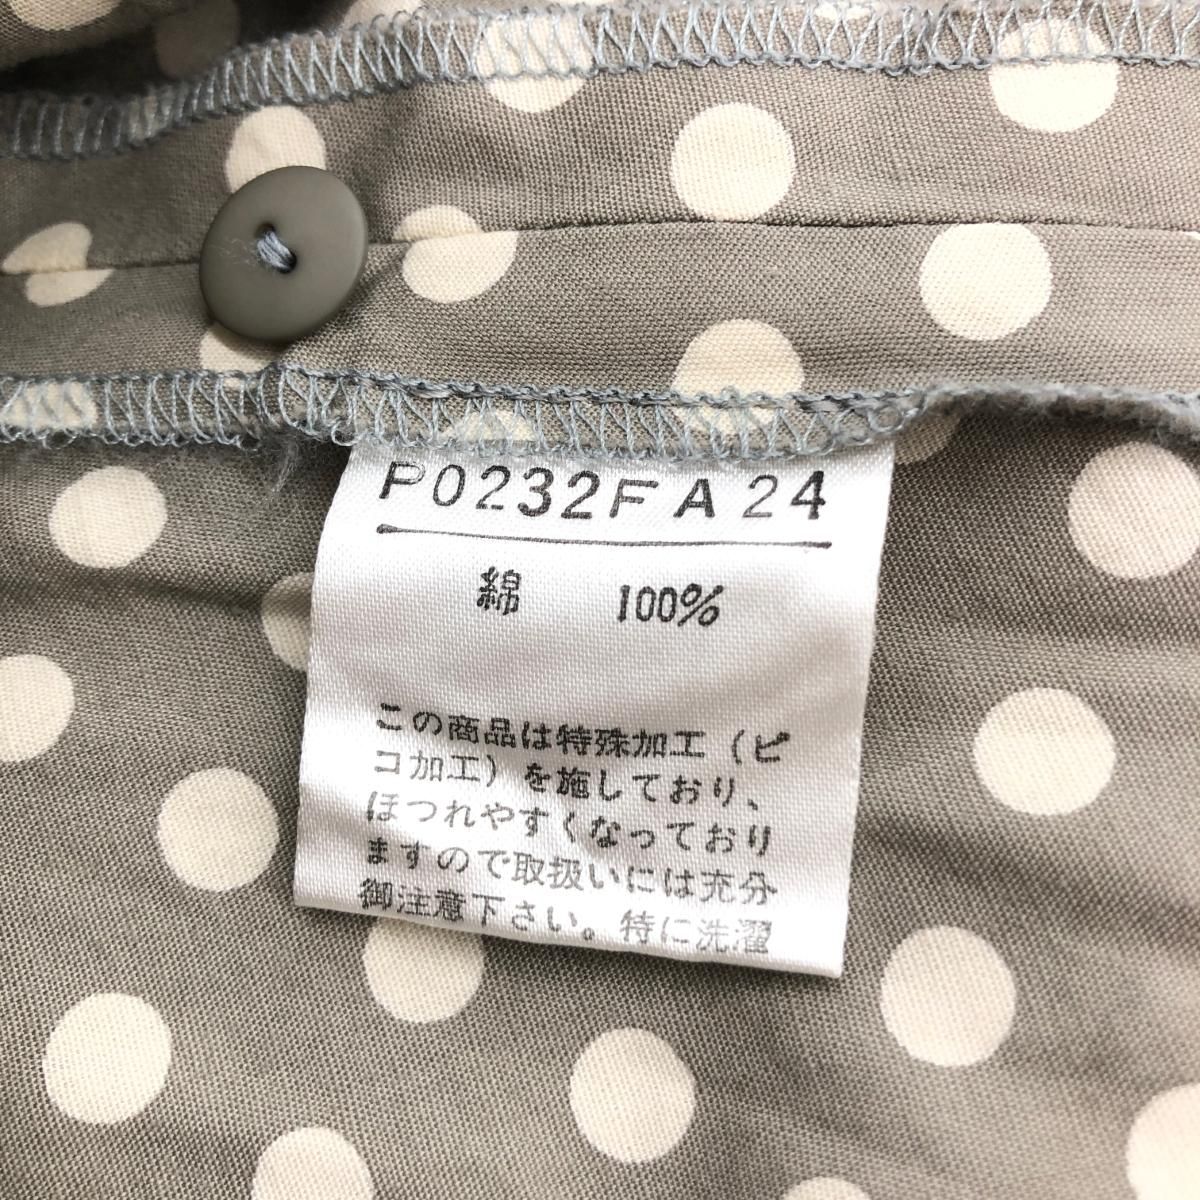 P0232FA24
綿 100%
この商品は特殊加工（ピ
コ加工）を施しており、
ほつれやすくなっており
ますので取扱いには充分
御注意下さい。特に洗濯